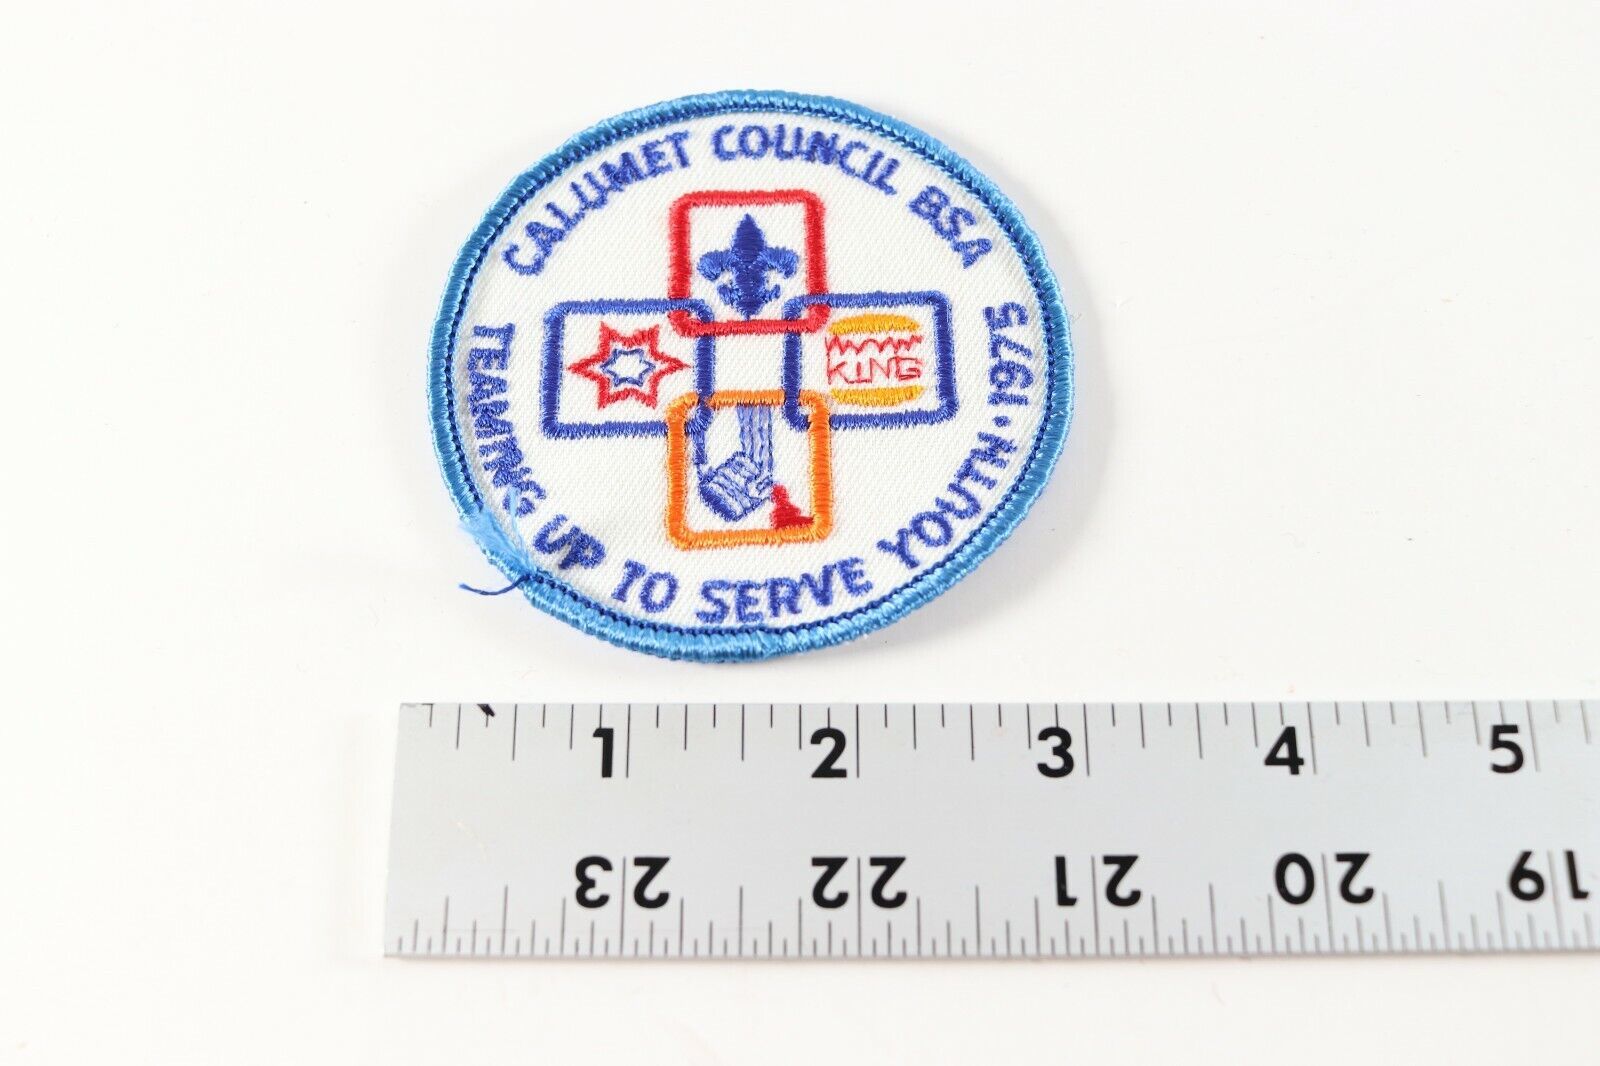 CALUMET COUNCIL BSA
TEAMING UP TO SERVE YOUTH · 1975
KING
1 2 3 4 5
23 22 21 20 19